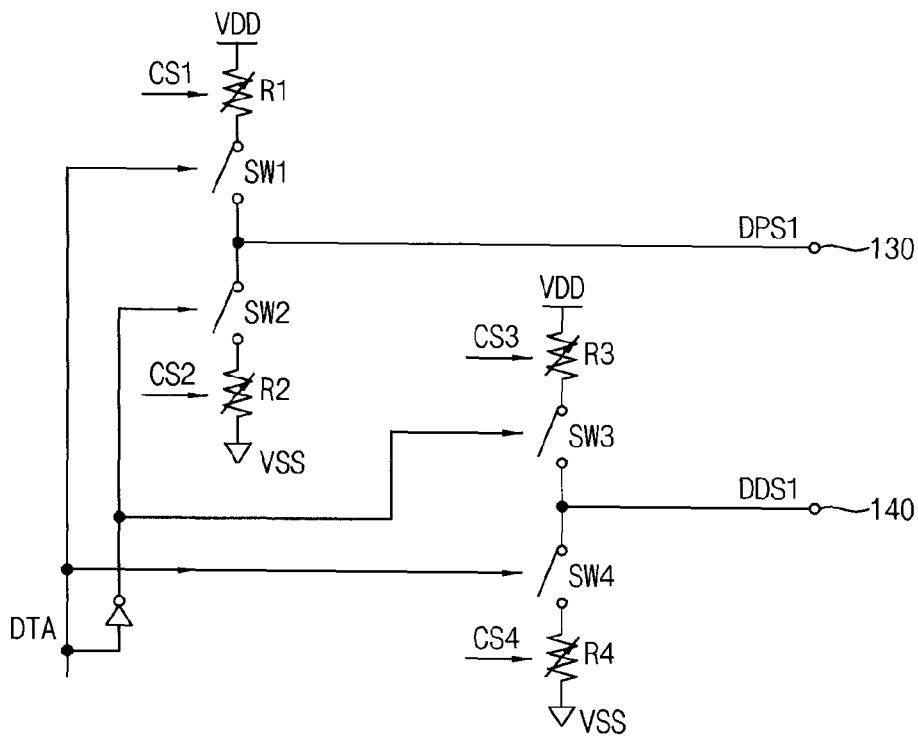 VDD
CS1
R1
SW1
DPS1
130
SW2
VDD
CS2
R2
CS3
R3
VSS
SW3
DDS1
140
SW4
DTA
CS4
R4
VSS